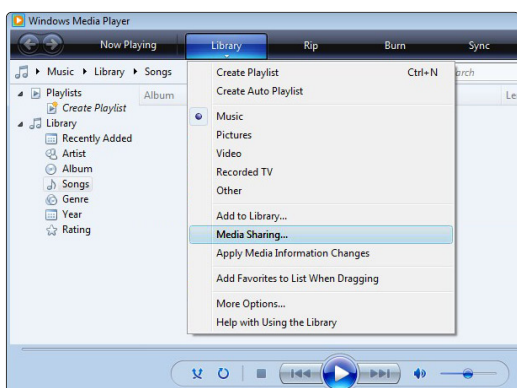 Windows Media Player
Now Playing
Library
Rip
Burn
Sync
Music
Library
Songs
Playlists
Create Playlist
Library
Recently Added
Artist
Album
Songs
Genre
Year
Rating
Album
Create Playlist Ctrl+N
Create Auto Playlist
Music
Pictures
Video
Recorded TV
Other
Add to Library...
Media Sharing...
Apply Media Information Changes
Add Favorites to List When Dragging
More Options...
Help with Using the Library
arch
Le